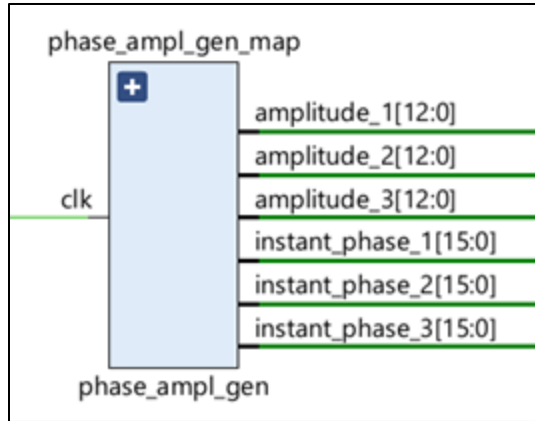 phase_ampl_gen_map
amplitude_1[12:0]
amplitude_2[12:0]
clk
amplitude_3[12:0]
instant_phase_1[15:0]
instant_phase_2[15:0]
instant_phase_3[15:0]
phase_ampl_gen